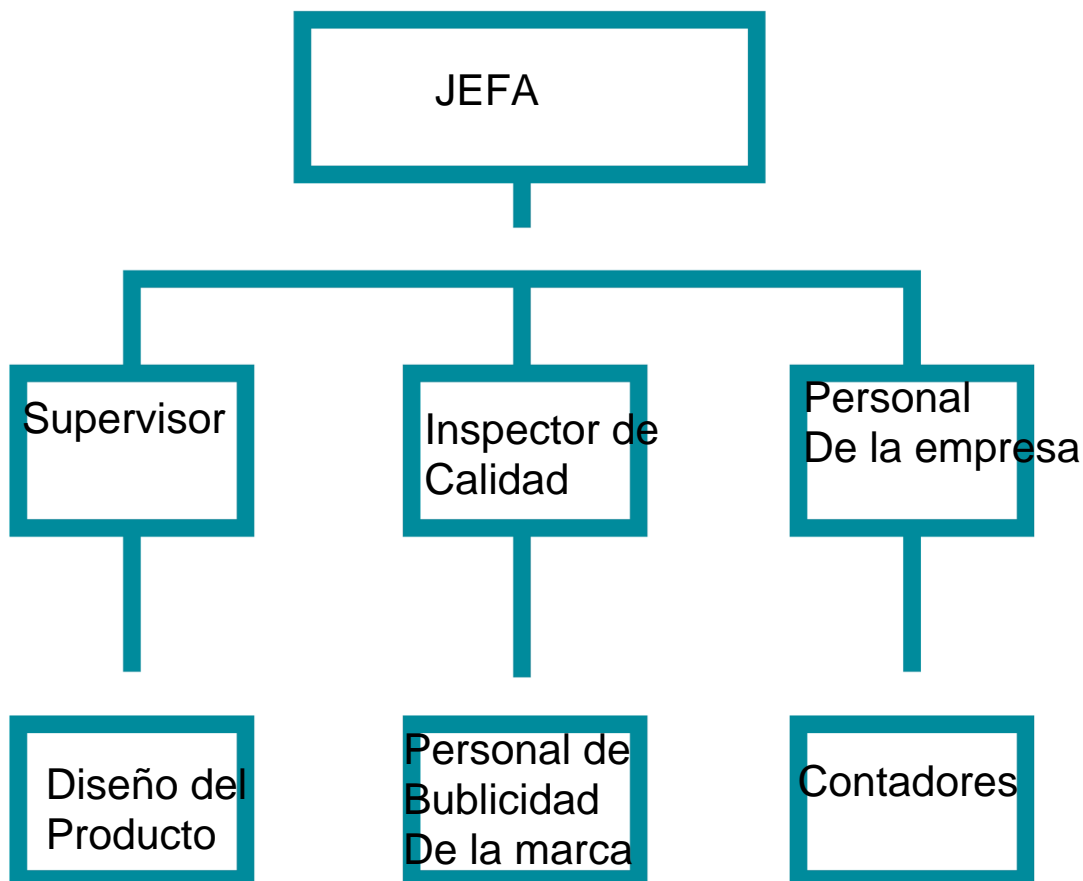 JEFA
Supervisor
Inspector de
Calidad
Personal
De la empresa
Diseño del
Producto
Personal de
Bublicidad
De la marca
Contadores